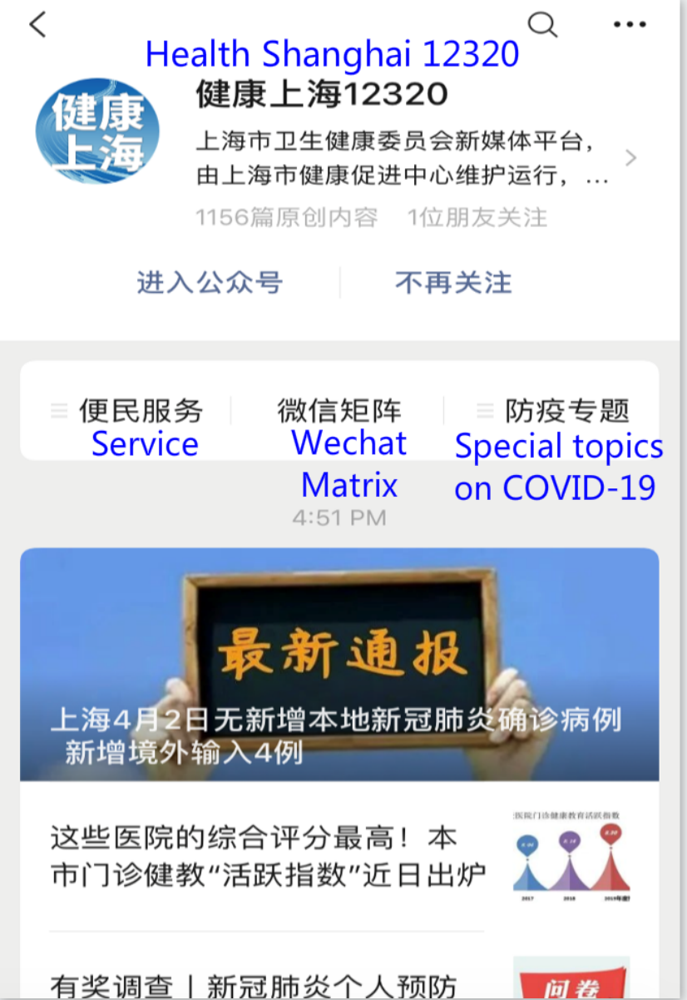 Health Shanghai 12320
健康上海12320
健康
上海
上海市卫生健康委员会新媒体平台，
由上海市健康促进中心维护运行，...
1156篇原创内容 1位朋友关注
进入公众号 不再关注
便民服务 微信矩阵 防疫专题
Service Wechat Matrix Special topics on COVID-19
4:51 PM
最新通报
上海4月2日无新增本地新冠肺炎确诊病例
新增境外输入4例
这些医院的综合评分最高！本
市门诊健教“活跃指数”近日出炉
医院门诊健康教育活跃指数
2017 2018
有奖调查丨新冠肺炎个人预防
问卷